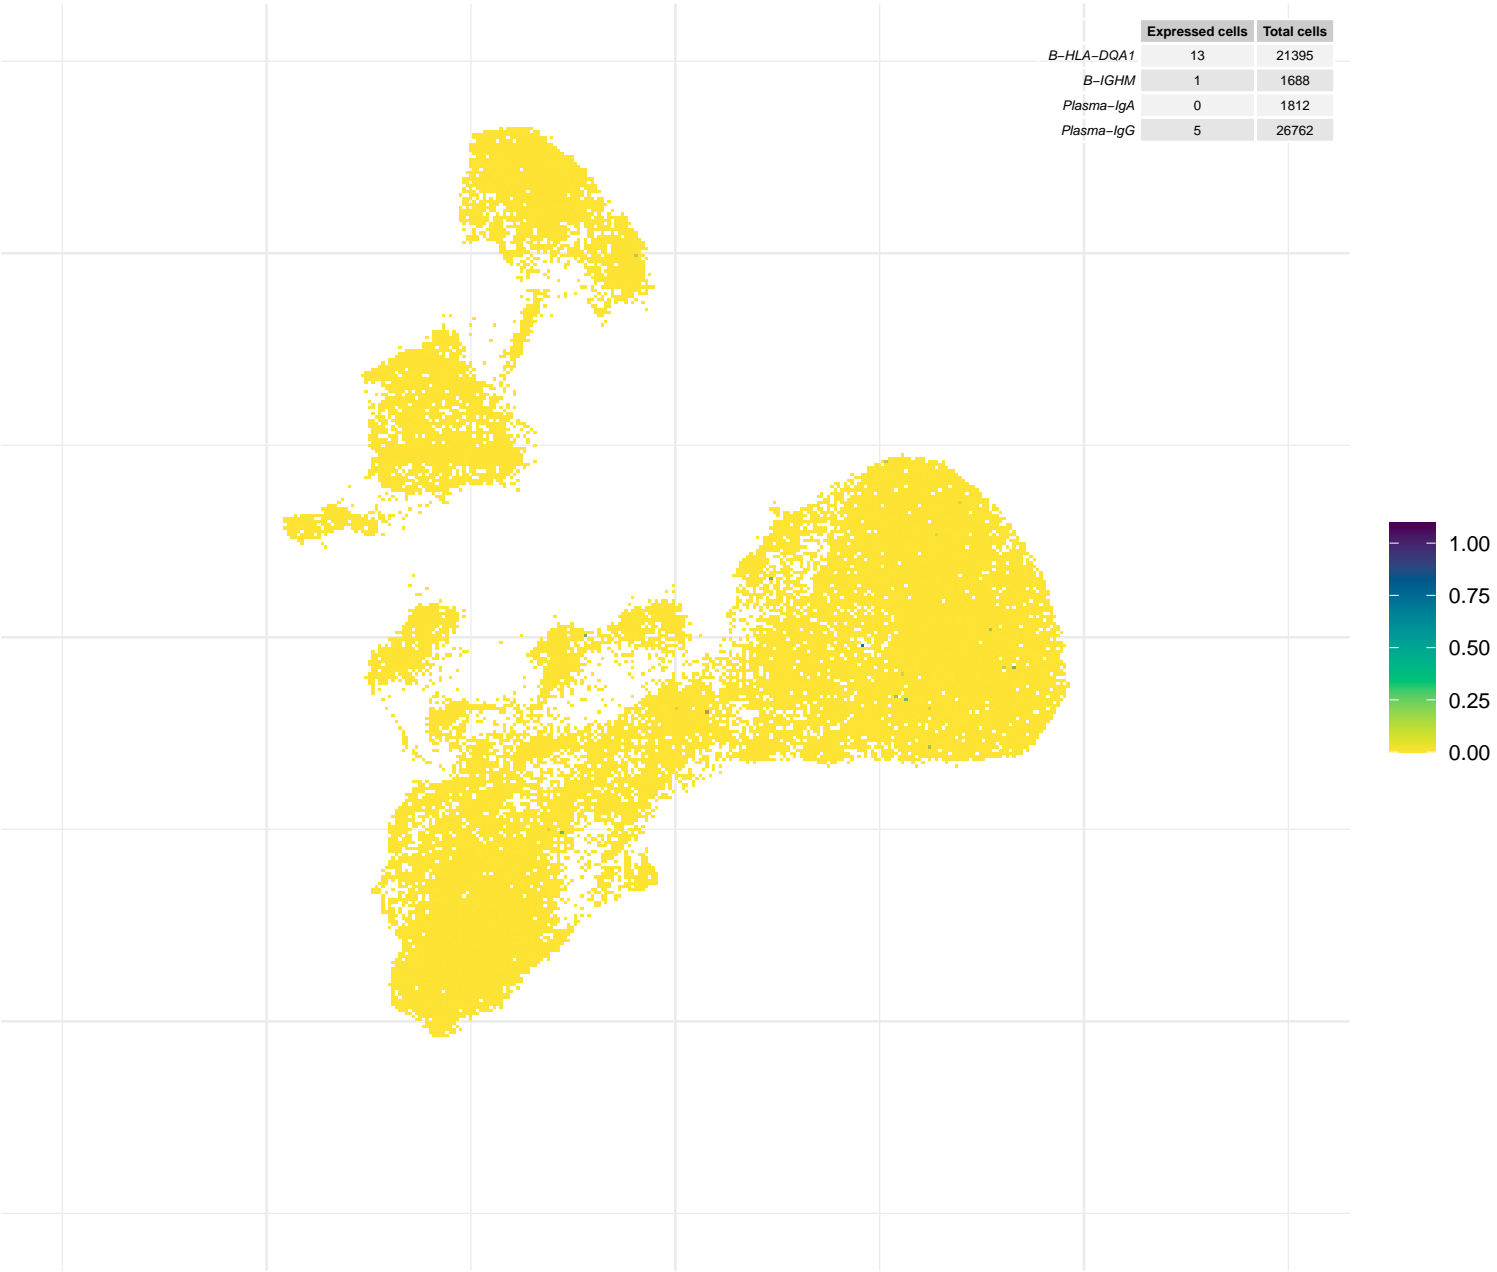 Expressed cells Total cells
B−HLA−DQA1 13 21395
B−IGHM 1 1688
Plasma−IgA 0 1812
Plasma−IgG 5 26762
1.00
0.75
0.50
0.25
0.00